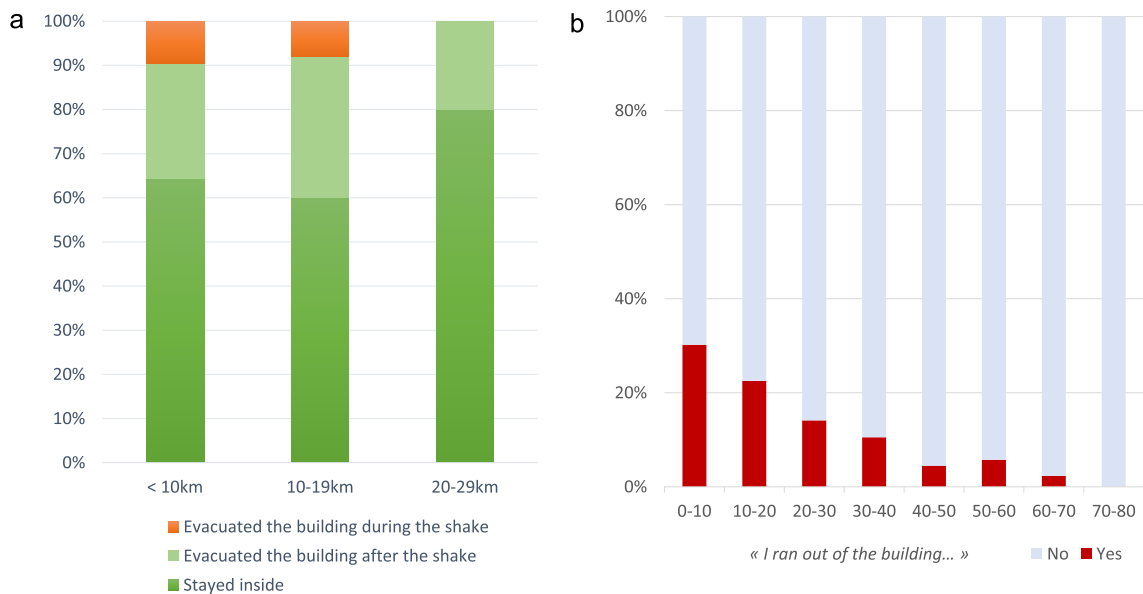 a
100%
90%
80%
70%
60%
50%
40%
30%
20%
10%
0%
< 10km 10-19km 20-29km
Evacuated the building during the shake
Evacuated the building after the shake
Stayed inside
b
100%
80%
60%
40%
20%
0%
0-10 10-20 20-30 30-40 40-50 50-60 60-70 70-80
« I ran out of the building... » No Yes